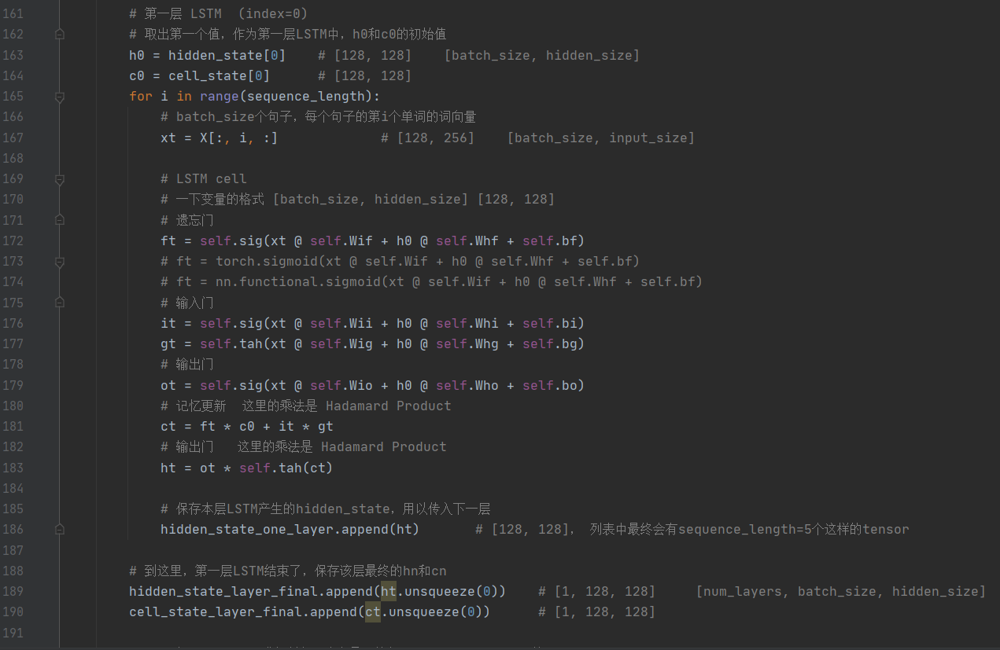 161 # 第一层 LSTM （index=0）
162 # 取出第一个值，作为第一层LSTM中，h0和c0的初始值
163 h0 = hidden_state[0] # [128, 128] [batch_size, hidden_size]
164 c0 = cell_state[0] # [128, 128]
165 for i in range(sequence_length):
166 # batch_size个句子，每个句子的第i个单词的词向量
167 xt = X[:, i, :] # [128, 256] [batch_size, input_size]
168
169 # LSTM cell
170 # 一下变量的格式 [batch_size, hidden_size] [128, 128]
171 # 遗忘门
172 ft = self.sig(xt @ self.Wif + h0 @ self.Whf + self.bf)
173 # ft = torch.sigmoid(xt @ self.Wif + h0 @ self.Whf + self.bf)
174 # ft = nn.functional.sigmoid(xt @ self.Wif + h0 @ self.Whf + self.bf)
175 # 输入门
176 it = self.sig(xt @ self.Wii + h0 @ self.Whi + self.bi)
177 gt = self.tah(xt @ self.Wig + h0 @ self.Whg + self.bg)
178 # 输出门
179 ot = self.sig(xt @ self.Wio + h0 @ self.Who + self.bo)
180 # 记忆更新 这里的乘法是 Hadamard Product
181 ct = ft * c0 + it * gt
182 # 输出门 这里的乘法是 Hadamard Product
183 ht = ot * self.tah(ct)
184
185 # 保存本层LSTM产生的hidden_state，用以传入下一层
186 hidden_state_one_layer.append(ht) # [128, 128]， 列表中最终会有sequence_length=5个这样的tensor
187
188 # 到这里，第一层LSTM结束了，保存该层最终的hn和cn
189 hidden_state_layer_final.append(ht.unsqueeze(0)) # [1, 128, 128] [num_layers, batch_size, hidden_size]
190 cell_state_layer_final.append(ct.unsqueeze(0)) # [1, 128, 128]
191